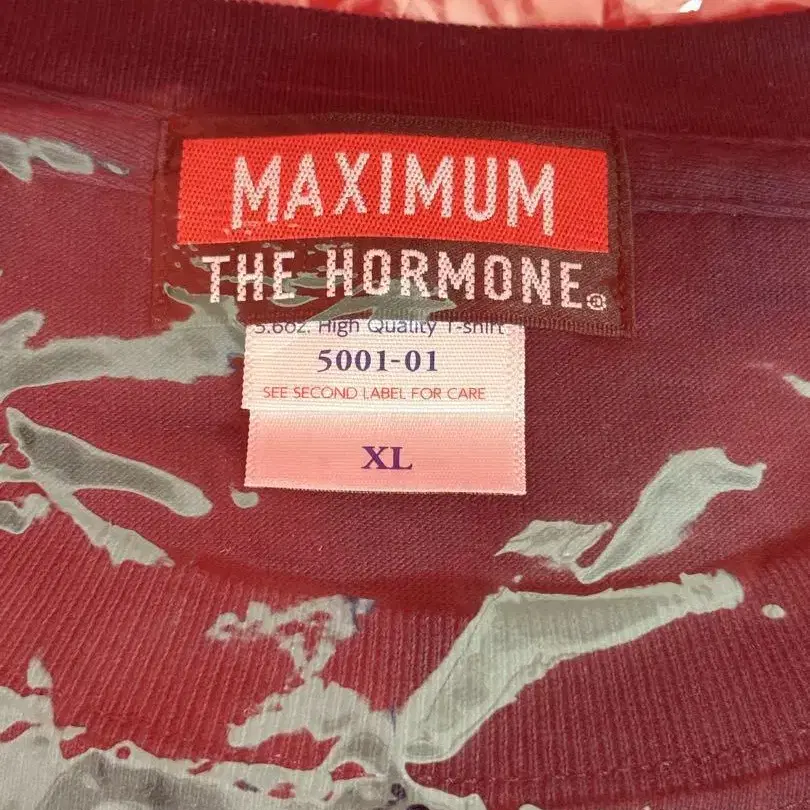 MAXIMUM
THE HORMONE®
5.6oz. High Quality T-shirt
5001-01
SEE SECOND LABEL FOR CARE
XL